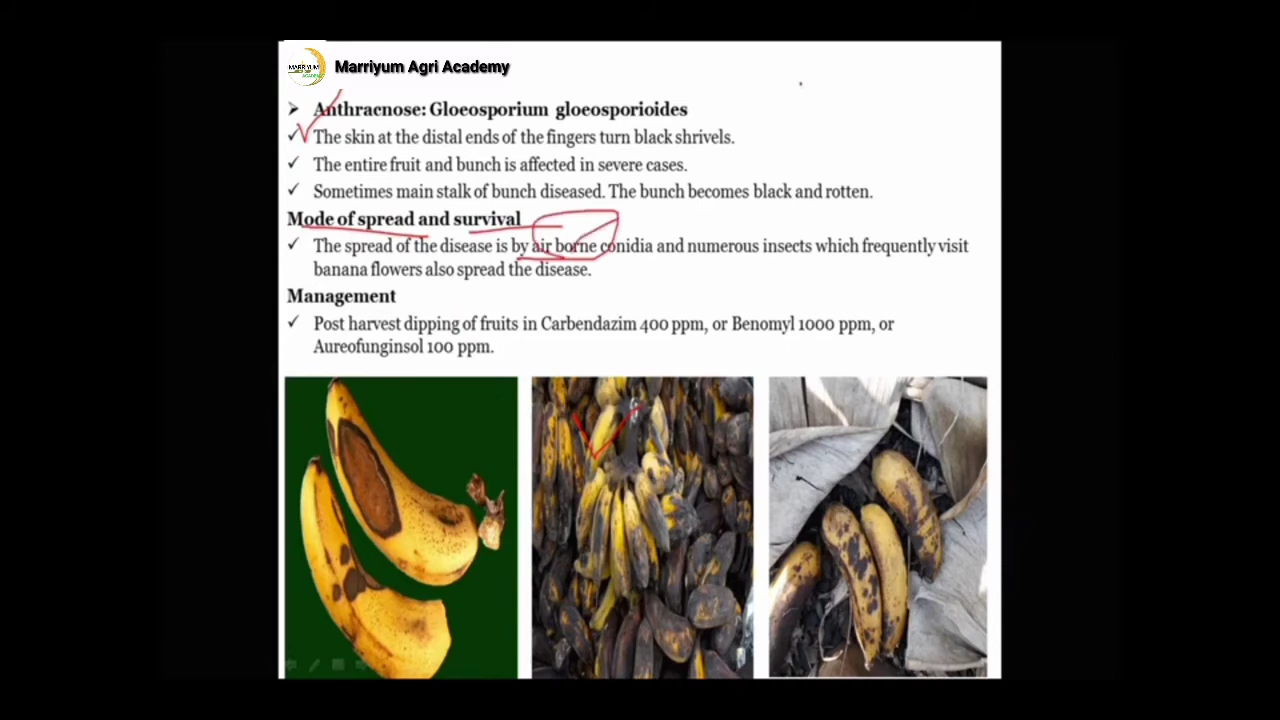 MARRIYUM
ACADEMY
Marriyum Agri Academy
Anthracnose: Gloeosporium gloeosporioides
The skin at the distal ends of the fingers turn black shrivels.
The entire fruit and bunch is affected in severe cases.
Sometimes main stalk of bunch diseased. The bunch becomes black and rotten.
Mode of spread and survival
The spread of the disease is by air borne conidia and numerous insects which frequently visit
banana flowers also spread the disease.
Management
Post harvest dipping of fruits in Carbendazim 400 ppm, or Benomyl 1000 ppm, or
Aureofunginsol 100 ppm.